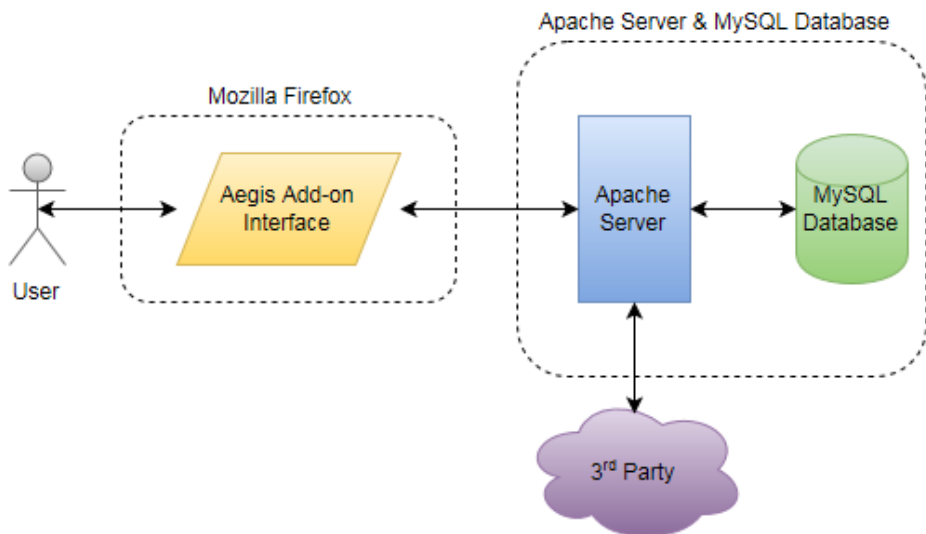 Apache Server & MySQL Database
Mozilla Firefox
Aegis Add-on
Interface
Apache
Server
MySQL
Database
User
3rd Party